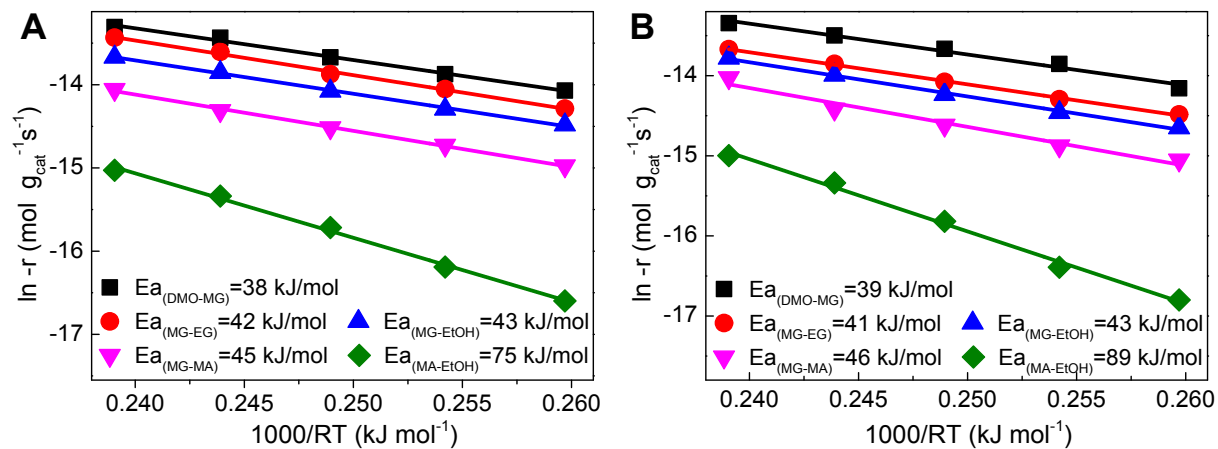 A
ln -r (mol g_cat^-1 s^-1)
-14
-15
-16
-17
Ea(DMO-MG)=38 kJ/mol
Ea(MG-EG)=42 kJ/mol
Ea(MG-EtOH)=43 kJ/mol
Ea(MG-MA)=45 kJ/mol
Ea(MA-EtOH)=75 kJ/mol
0.240 0.245 0.250 0.255 0.260
1000/RT (kJ mol^-1)
B
ln -r (mol g_cat^-1 s^-1)
-14
-15
-16
-17
Ea(DMO-MG)=39 kJ/mol
Ea(MG-EG)=41 kJ/mol
Ea(MG-EtOH)=43 kJ/mol
Ea(MG-MA)=46 kJ/mol
Ea(MA-EtOH)=89 kJ/mol
0.240 0.245 0.250 0.255 0.260
1000/RT (kJ mol^-1)